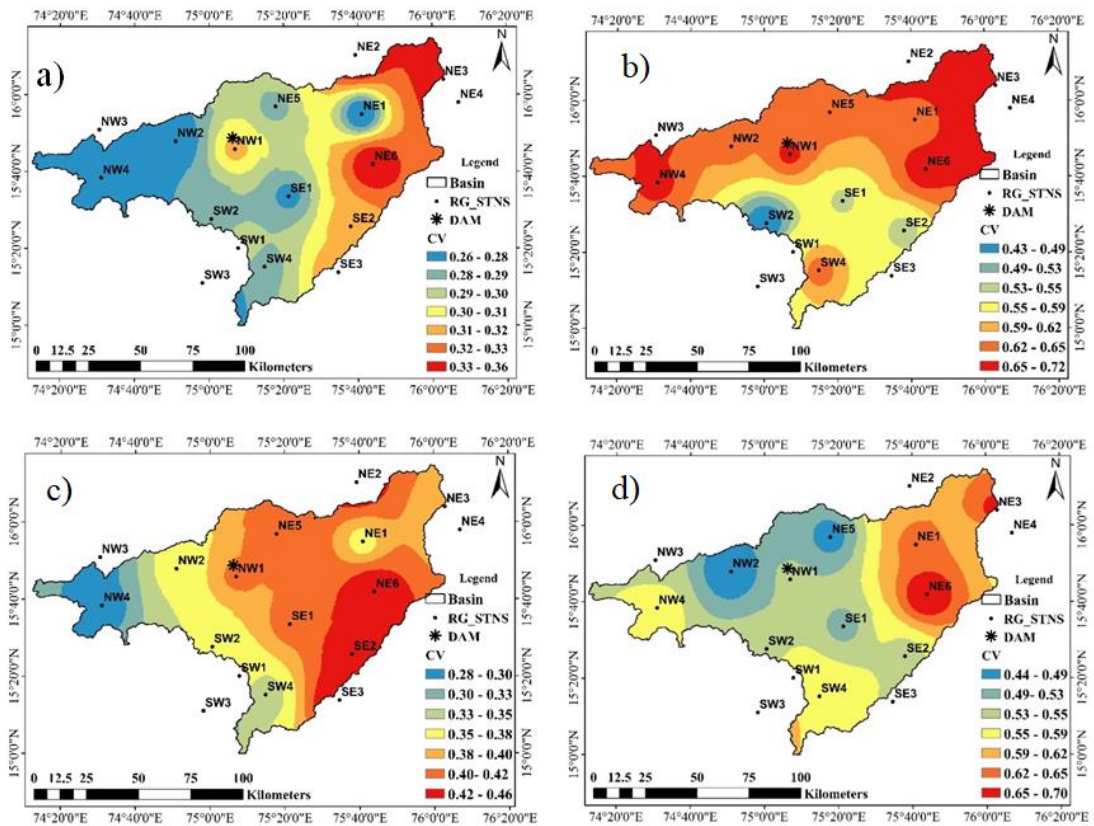 a)
74°20'0"E 74°40'0"E 75°0'0"E 75°20'0"E 75°40'0"E 76°0'0"E 76°20'0"E
N
NE2
NE3
NE4
NE5
NE1
NW3
NW2
NW1
NW4
NE6
SE1
SW2
SE2
SW1
SW4
SE3
SW3
16°0'0"N
15°40'0"N
15°20'0"N
15°0'0"N
Legend
Basin
RG_STNS
DAM
CV
0.26 - 0.28
0.28 - 0.29
0.29 - 0.30
0.30 - 0.31
0.31 - 0.32
0.32 - 0.33
0.33 - 0.36
0 12.5 25 50 75 100
Kilometers
b)
74°20'0"E 74°40'0"E 75°0'0"E 75°20'0"E 75°40'0"E 76°0'0"E 76°20'0"E
N
NE2
NE3
NE4
NE5
NE1
NW3
NW2
NW1
NW4
NE6
SE1
SW2
SE2
SW1
SW4
SE3
SW3
16°0'0"N
15°40'0"N
15°20'0"N
15°0'0"N
Legend
Basin
RG_STNS
DAM
CV
0.43 - 0.49
0.49 - 0.53
0.53 - 0.55
0.55 - 0.59
0.59- 0.62
0.62 - 0.65
0.65 - 0.72
0 12.5 25 50 75 100
Kilometers
c)
74°20'0"E 74°40'0"E 75°0'0"E 75°20'0"E 75°40'0"E 76°0'0"E 76°20'0"E
N
NE2
NE3
NE4
NE5
NE1
NW3
NW2
NW1
NW4
NE6
SE1
SW2
SE2
SW1
SW4
SE3
SW3
16°0'0"N
15°40'0"N
15°20'0"N
15°0'0"N
Legend
Basin
RG_STNS
DAM
CV
0.28 - 0.30
0.30 - 0.33
0.33 - 0.35
0.35 - 0.38
0.38 - 0.40
0.40 - 0.42
0.42 - 0.46
0 12.5 25 50 75 100
Kilometers
d)
74°20'0"E 74°40'0"E 75°0'0"E 75°20'0"E 75°40'0"E 76°0'0"E 76°20'0"E
N
NE2
NE3
NE4
NE5
NE1
NW3
NW2
NW1
NW4
NE6
SE1
SW2
SE2
SW1
SW4
SE3
SW3
16°0'0"N
15°40'0"N
15°20'0"N
15°0'0"N
Legend
Basin
RG_STNS
DAM
CV
0.44 - 0.49
0.49 - 0.53
0.53 - 0.55
0.55 - 0.59
0.59 - 0.62
0.62 - 0.65
0.65 - 0.70
0 12.5 25 50 75 100
Kilometers